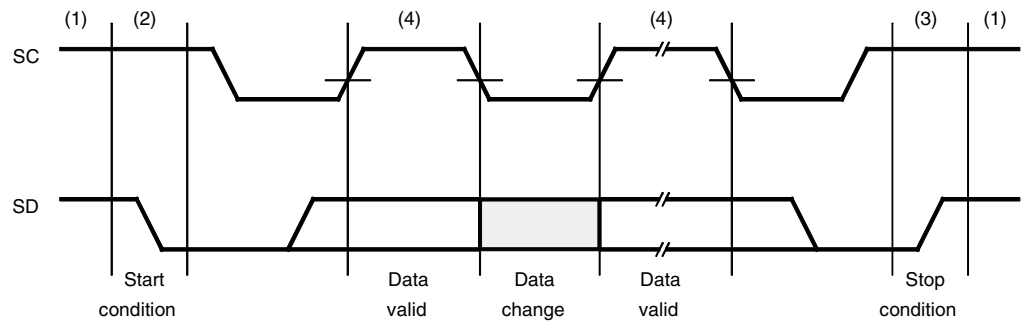 (1) (2) (4) (4) (3) (1)
SC
SD
Start condition
Data valid
Data change
Data valid
Stop condition